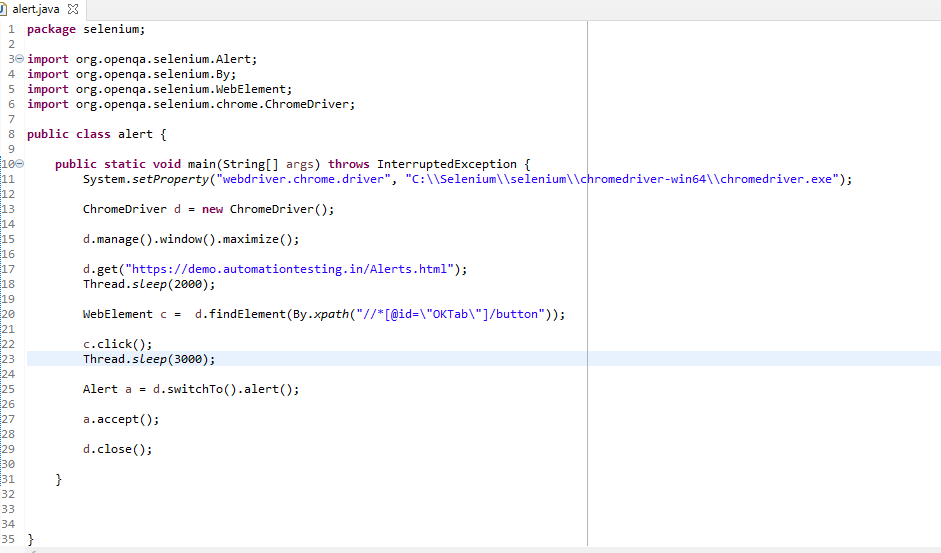 alert.java
1 package selenium;
2
3 import org.openqa.selenium.Alert;
4 import org.openqa.selenium.By;
5 import org.openqa.selenium.WebElement;
6 import org.openqa.selenium.chrome.ChromeDriver;
7
8 public class alert {
9
10 public static void main(String[] args) throws InterruptedException {
11 System.setProperty("webdriver.chrome.driver", "C:\\Selenium\\selenium\\chromedriver-win64\\chromedriver.exe");
12
13 ChromeDriver d = new ChromeDriver();
14
15 d.manage().window().maximize();
16
17 d.get("https://demo.automationtesting.in/Alerts.html");
18 Thread.sleep(2000);
19
20 WebElement c =  d.findElement(By.xpath("//*[@id=\"OKTab\"]/button"));
21
22 c.click();
23 Thread.sleep(3000);
24
25 Alert a = d.switchTo().alert();
26
27 a.accept();
28
29 d.close();
30
31 }
32
33
34
35 }